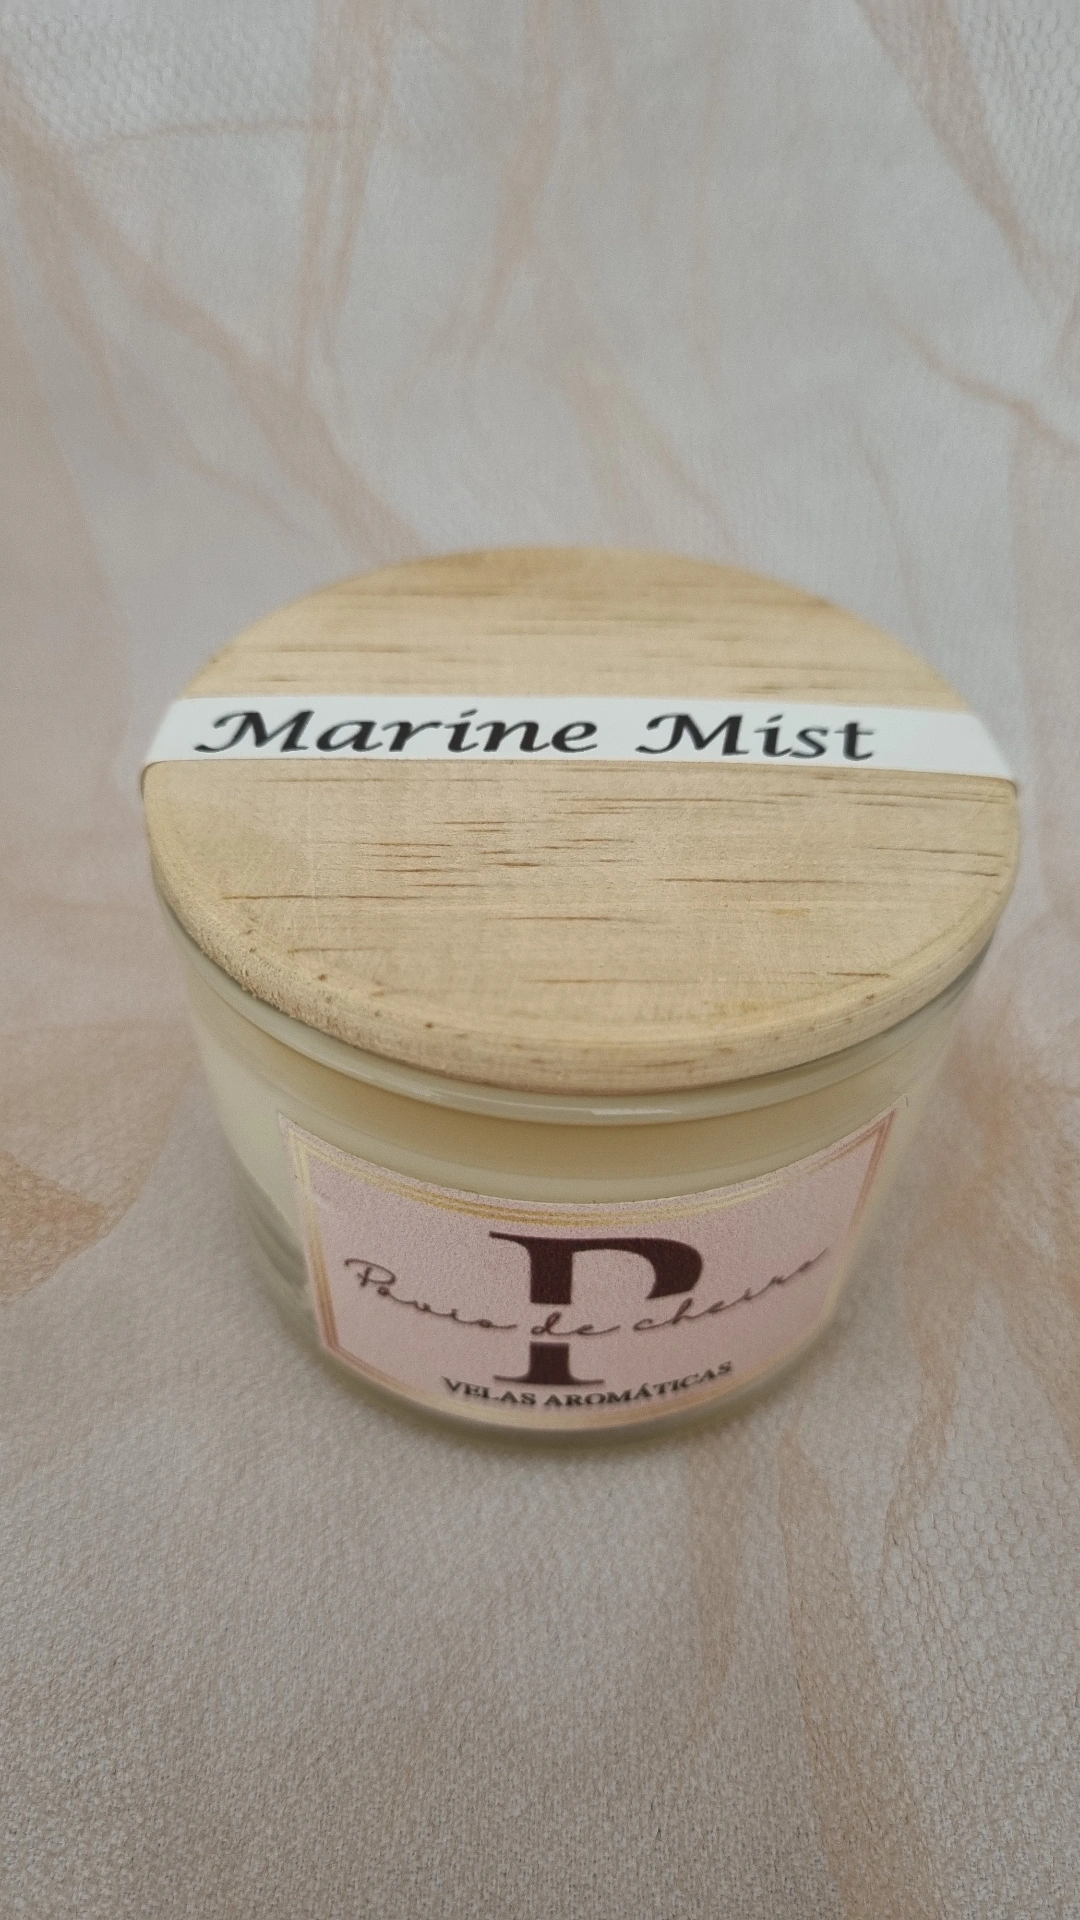 Marine Mist
P
Pavio de cheiro
VELAS AROMÁTICAS